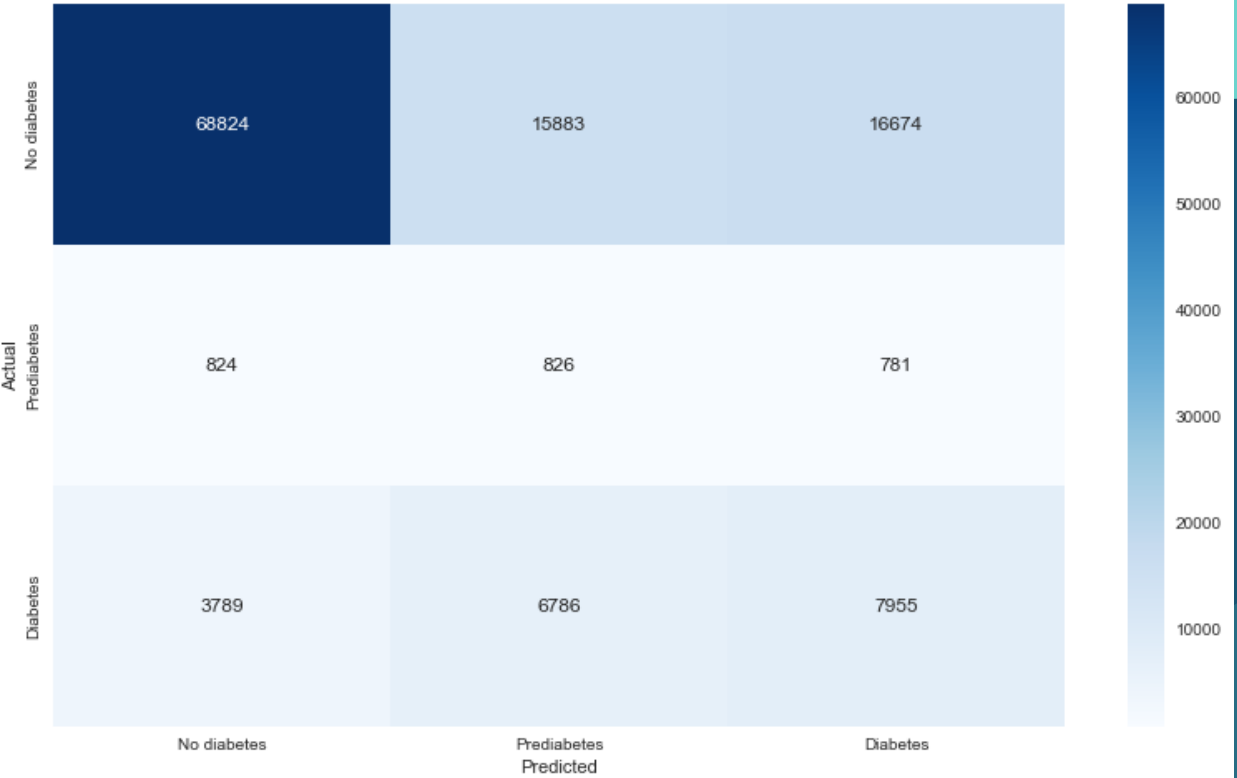 No diabetes
68824 15883 16674
60000
50000
40000
Actual
Prediabetes
824 826 781
30000
20000
Diabetes
3789 6786 7955
10000
No diabetes Prediabetes Diabetes
Predicted